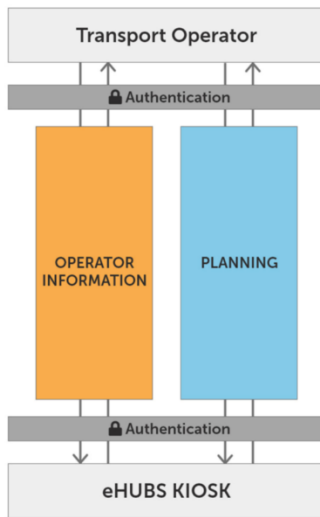 Transport Operator
Authentication
OPERATOR
INFORMATION
PLANNING
Authentication
eHUBS KIOSK